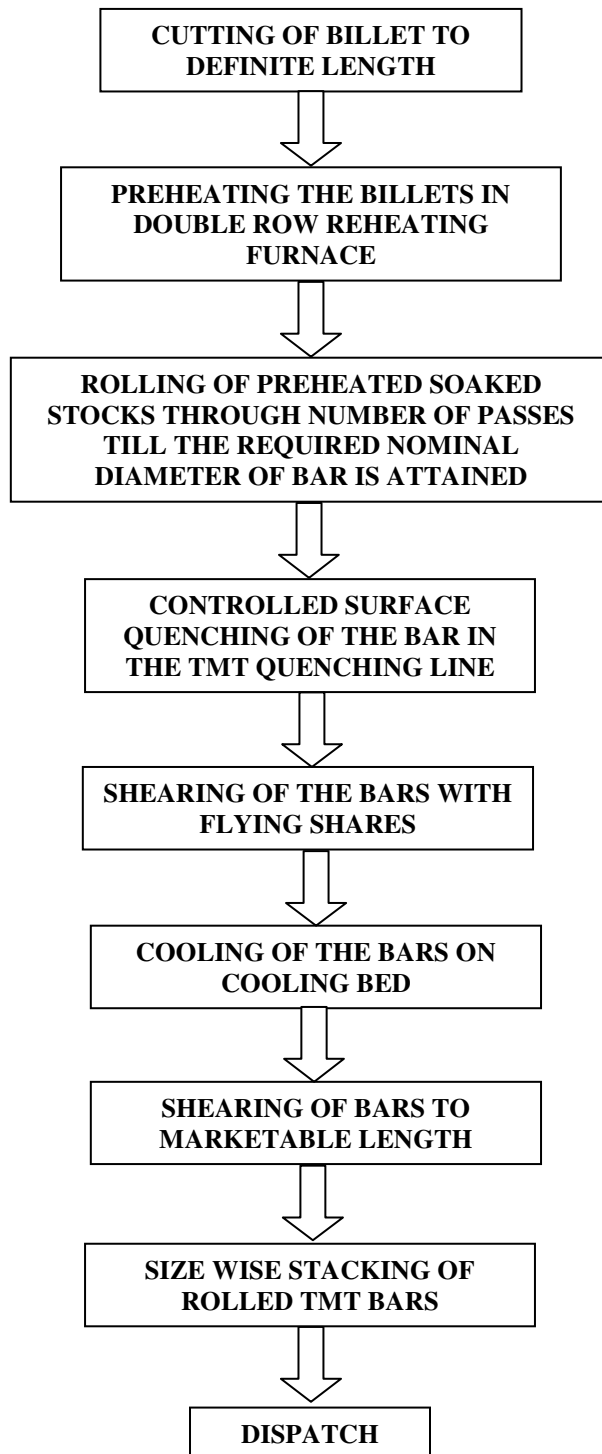 CUTTING OF BILLET TO
DEFINITE LENGTH
PREHEATING THE BILLETS IN
DOUBLE ROW REHEATING
FURNACE
ROLLING OF PREHEATED SOAKED
STOCKS THROUGH NUMBER OF PASSES
TILL THE REQUIRED NOMINAL
DIAMETER OF BAR IS ATTAINED
CONTROLLED SURFACE
QUENCHING OF THE BAR IN
THE TMT QUENCHING LINE
SHEARING OF THE BARS WITH
FLYING SHARES
COOLING OF THE BARS ON
COOLING BED
SHEARING OF BARS TO
MARKETABLE LENGTH
SIZE WISE STACKING OF
ROLLED TMT BARS
DISPATCH